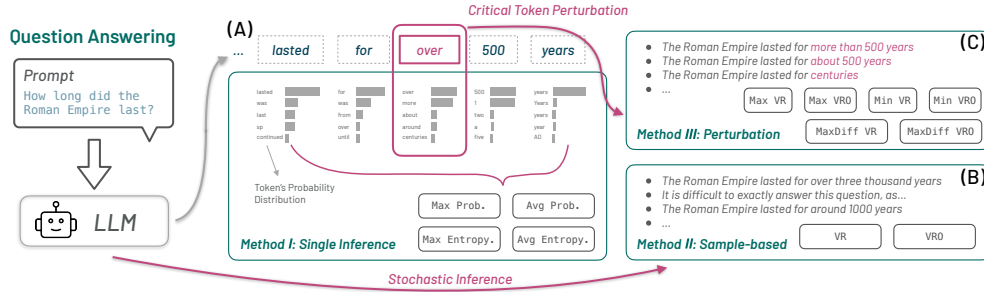 Critical Token Perturbation
Question Answering
(A)
... lasted for over 500 years
Prompt
How long did the
Roman Empire last?
LLM
lasted for over 500 years
was was more 1 Years
last from about two years
sp over around a year
continued until centuries five AD
Token's Probability
Distribution
Max Prob. Avg Prob.
Max Entropy. Avg Entropy.
Method I: Single Inference
(C)
The Roman Empire lasted for more than 500 years
The Roman Empire lasted for about 500 years
The Roman Empire lasted for centuries
...
Max VR Max VRO Min VR Min VRO
MaxDiff VR MaxDiff VRO
Method III: Perturbation
(B)
The Roman Empire lasted for over three thousand years
It is difficult to exactly answer this question, as...
The Roman Empire lasted for around 1000 years
...
VR VRO
Method II: Sample-based
Stochastic Inference